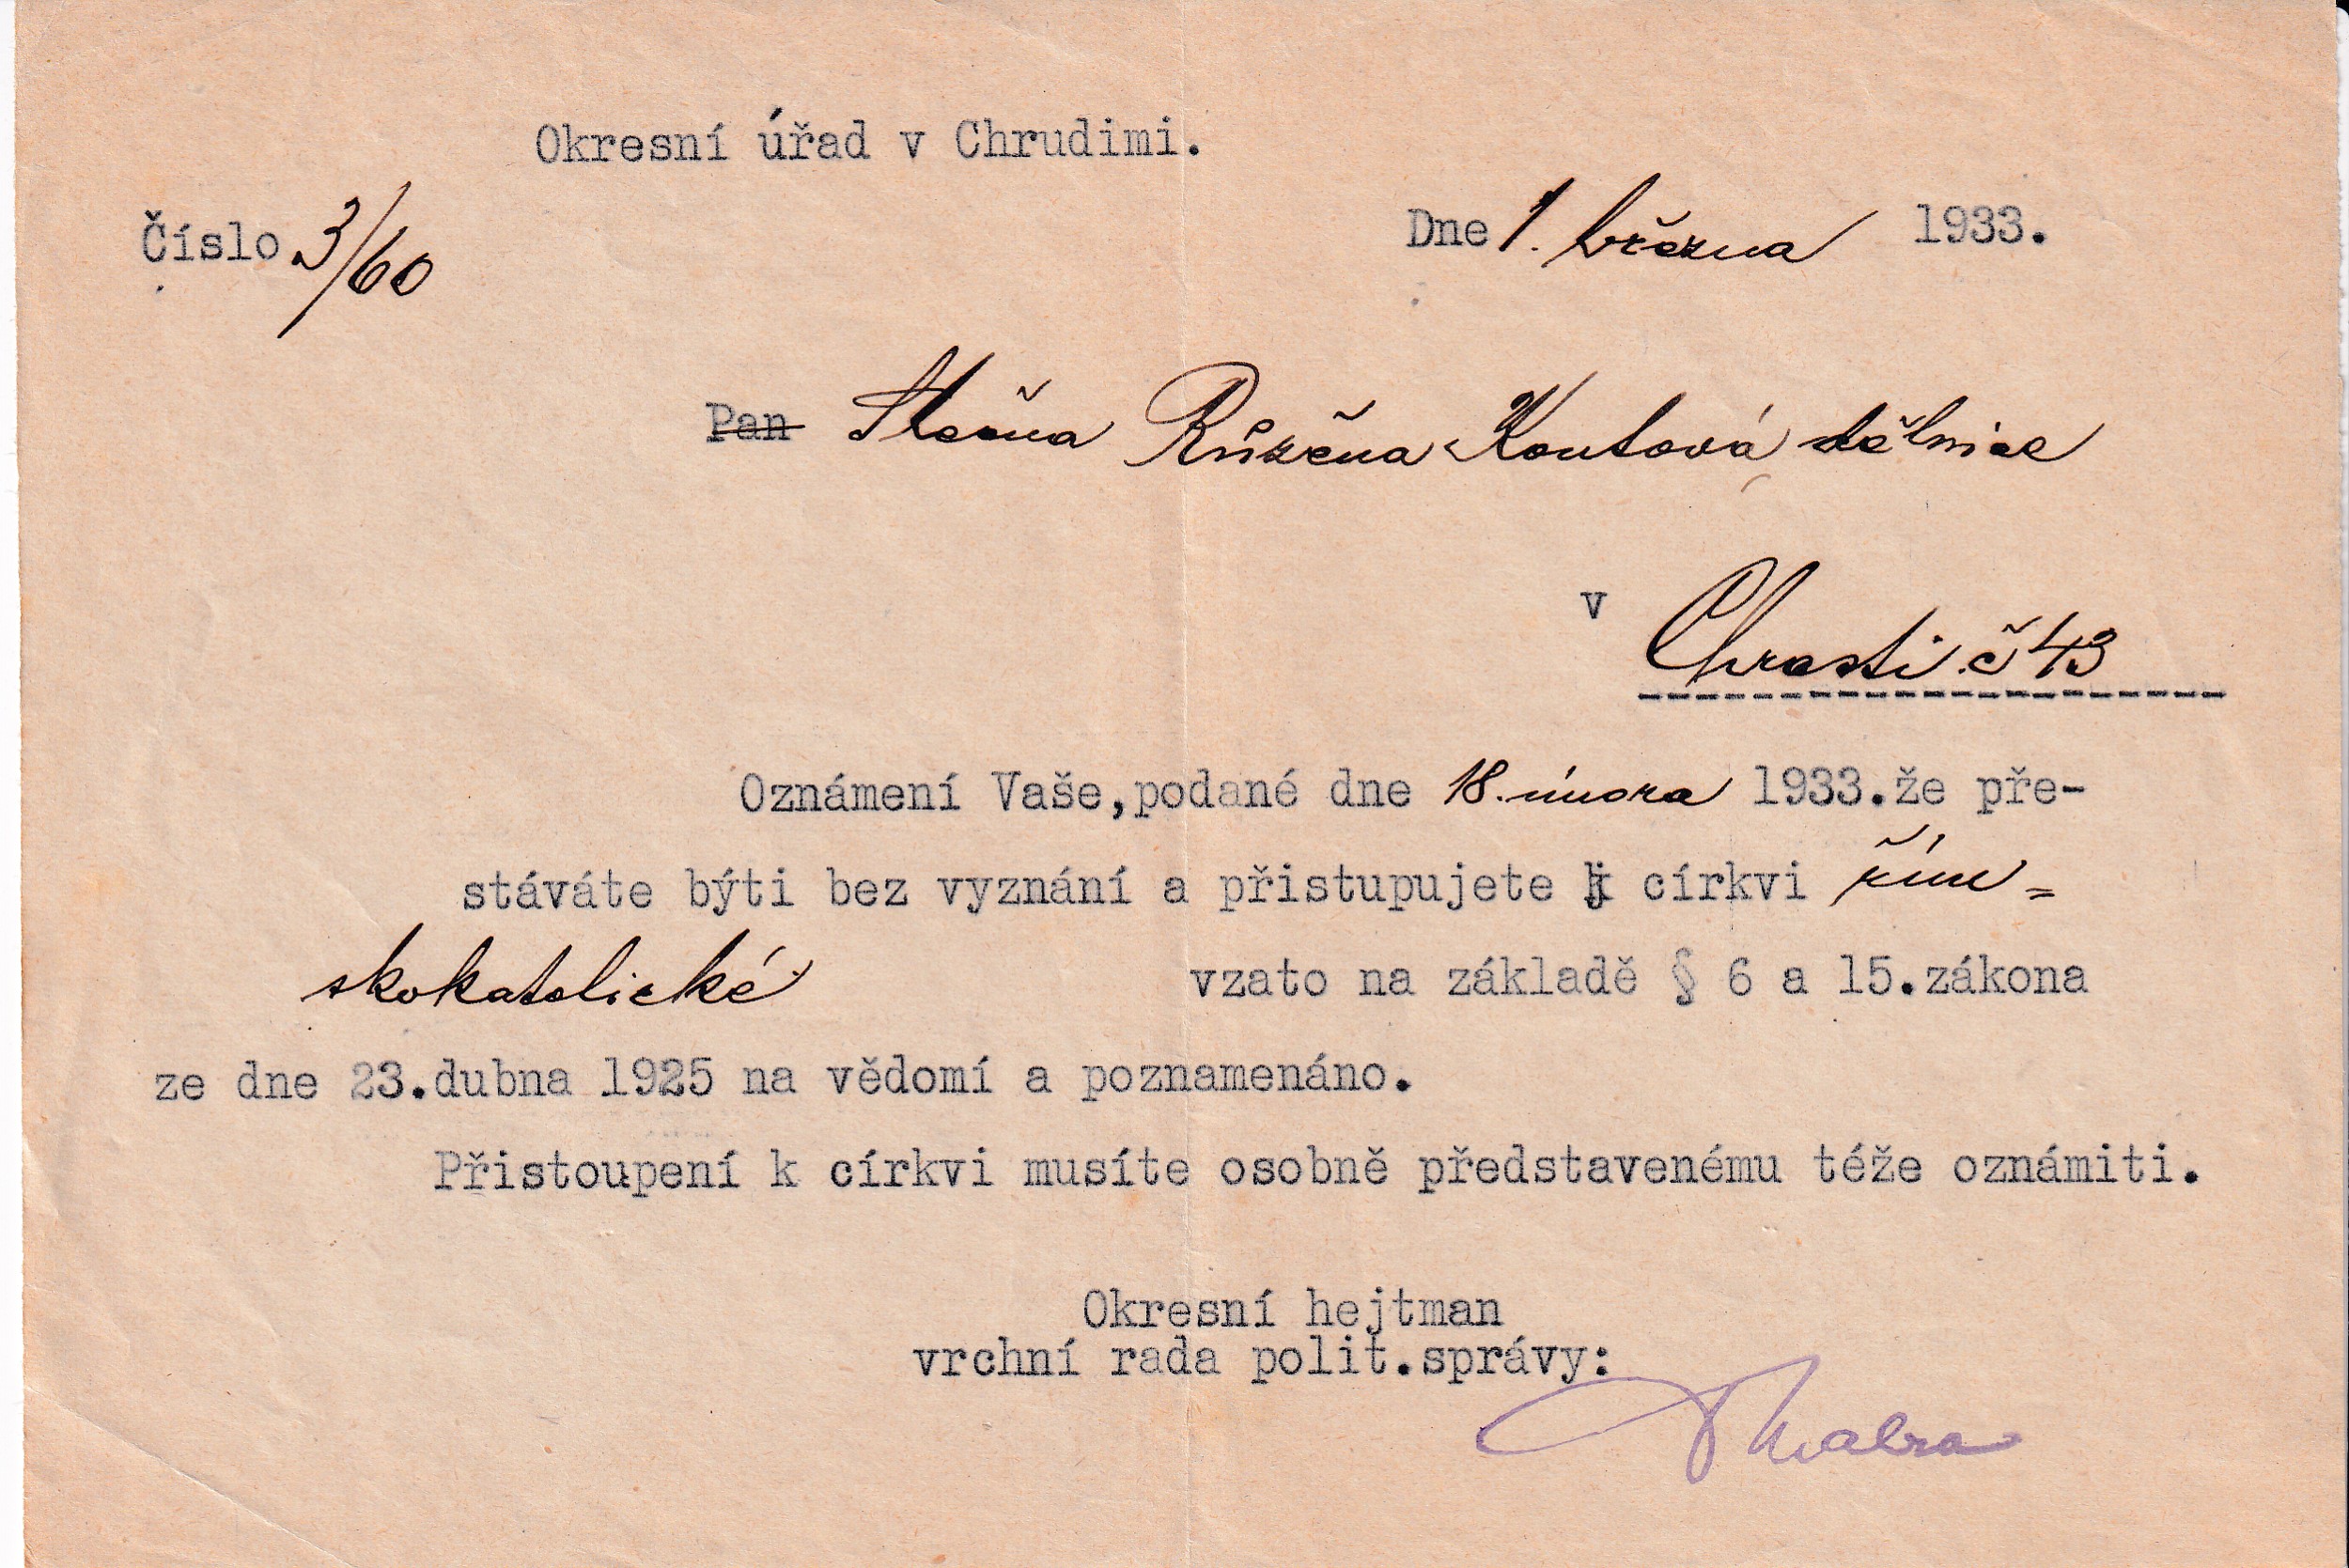 Okresní úřad v Chrudimi.
Číslo 3/60
Dne 1. března 1933.
Pan Slečna Růžena Koutová dělnice
v
Chrasti č 43
Oznámení Vaše,podané dne 18. února 1933.že pře-
stáváte býti bez vyznání a přistupujete k církvi řím=
skokatolické vzato na základě § 6 a 15.zákona
ze dne 23.dubna 1925 na vědomí a poznamenáno.
Přistoupení k církvi musíte osobně představenému téže oznámiti.
Okresní hejtman
vrchní rada polit.správy: